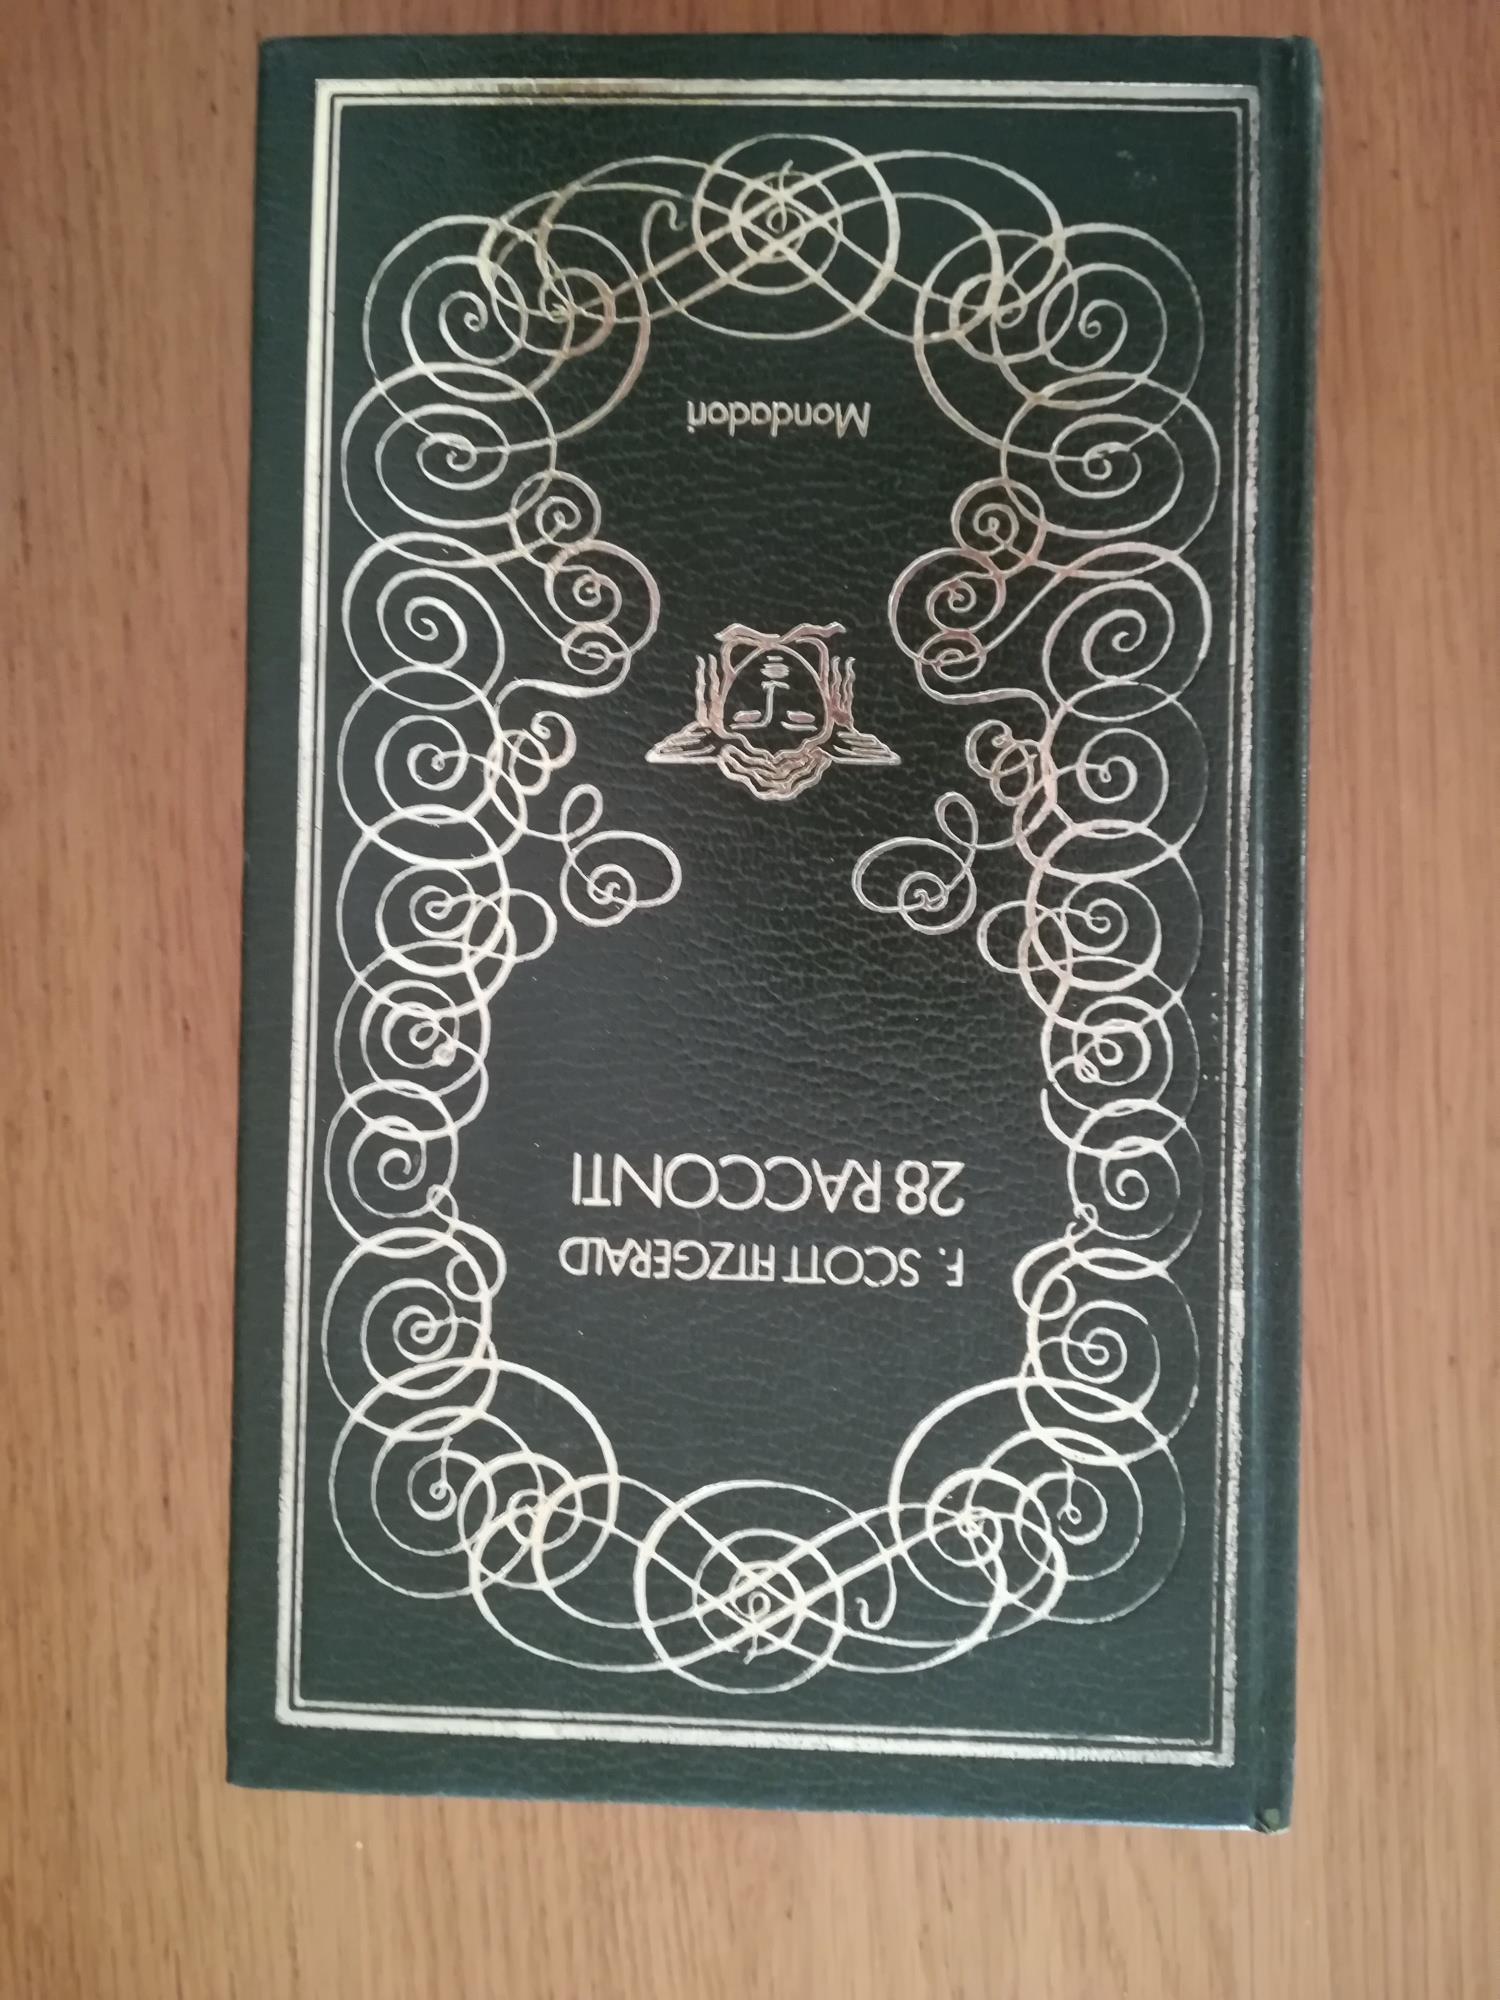 F. SCOTT FITZGERALD
28 RACCONTI
Mondadori